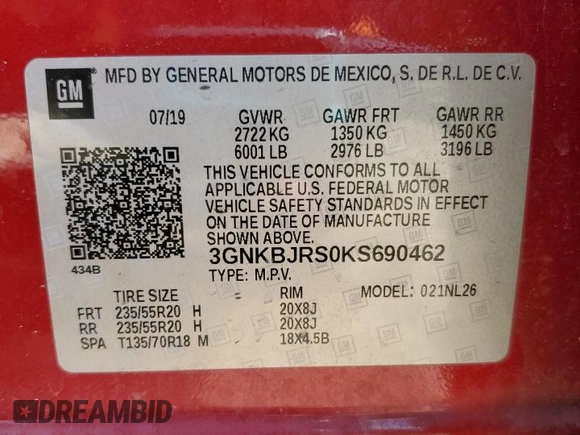 GM MFD BY GENERAL MOTORS DE MEXICO, S. DE R.L. DE C.V.
07/19 GVWR GAWR FRT GAWR RR
2722 KG 1350 KG 1450 KG
6001 LB 2976 LB 3196 LB
THIS VEHICLE CONFORMS TO ALL
APPLICABLE U.S. FEDERAL MOTOR
VEHICLE SAFETY STANDARDS IN EFFECT
ON THE DATE OF MANUFACTURE
SHOWN ABOVE.
434B 3GNKBJRS0KS690462
TYPE: M.P.V.
TIRE SIZE RIM MODEL: 021NL26
FRT 235/55R20 H 20X8J
RR 235/55R20 H 20X8J
SPA T135/70R18 M 18X4.5B
DREAMBID